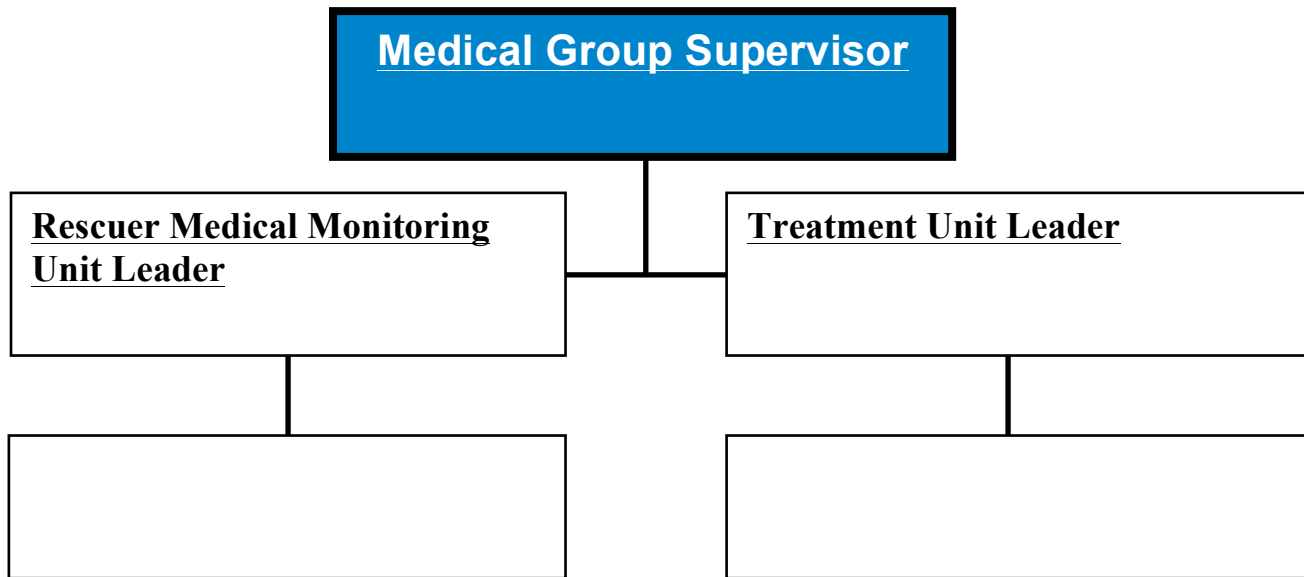 Medical Group Supervisor
Rescuer Medical Monitoring
Unit Leader
Treatment Unit Leader